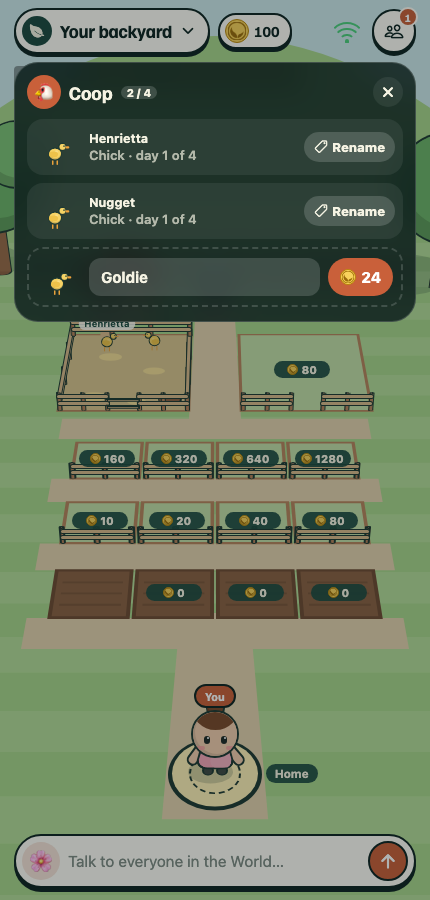 Your backyard
100
1
Coop 2 / 4
Henrietta
Chick · day 1 of 4
Rename
Nugget
Chick · day 1 of 4
Rename
Goldie
24
Henrietta
80
160 320 640 1280
10 20 40 80
0 0 0
You
Home
Talk to everyone in the World...